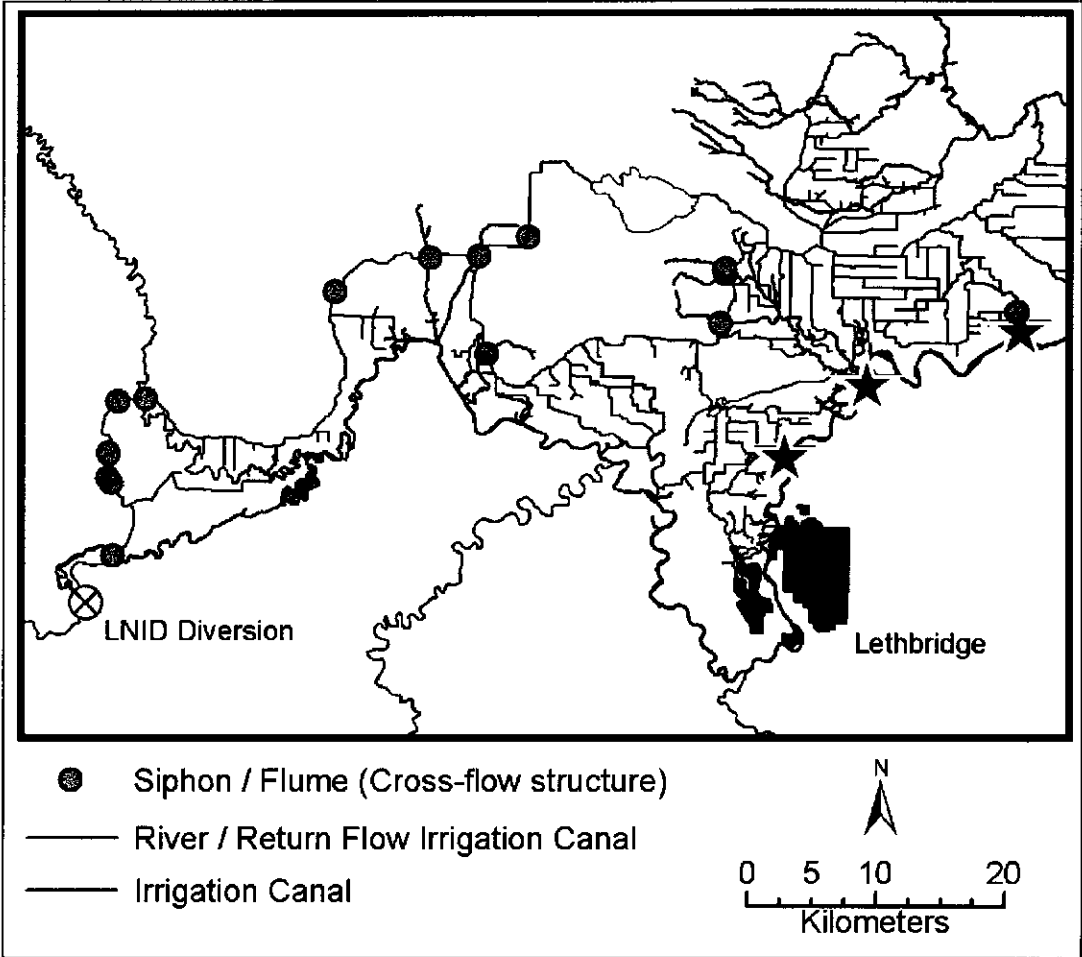 LNID Diversion
Lethbridge
Siphon / Flume (Cross-flow structure)
River / Return Flow Irrigation Canal
Irrigation Canal
N
0 5 10 20
Kilometers